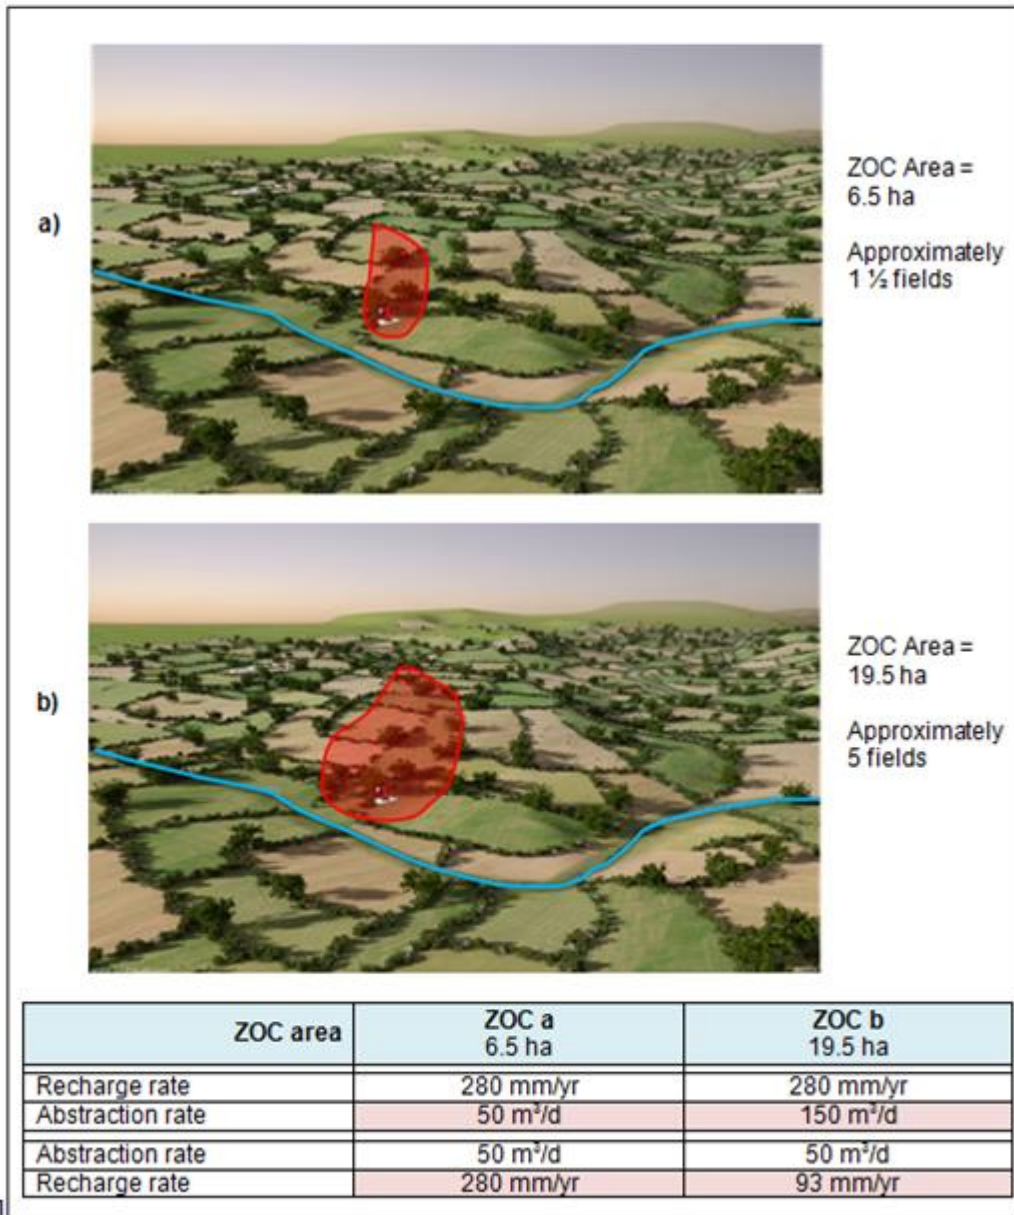 a)
ZOC Area =
6.5 ha
Approximately
1 ½ fields
b)
ZOC Area =
19.5 ha
Approximately
5 fields
ZOC area ZOC a ZOC b
6.5 ha 19.5 ha
Recharge rate 280 mm/yr 280 mm/yr
Abstraction rate 50 m³/d 150 m³/d
Abstraction rate 50 m³/d 50 m³/d
Recharge rate 280 mm/yr 93 mm/yr